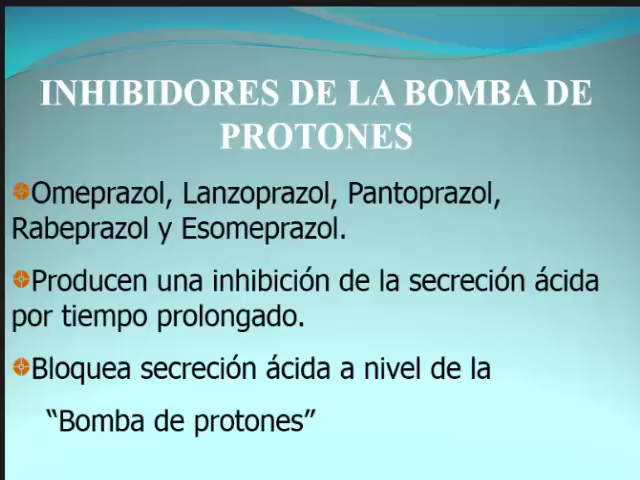 INHIBIDORES DE LA BOMBA DE
PROTONES
Omeprazol, Lanzoprazol, Pantoprazol,
Rabeprazol y Esomeprazol.
Producen una inhibición de la secreción ácida
por tiempo prolongado.
Bloquea secreción ácida a nivel de la
“Bomba de protones”